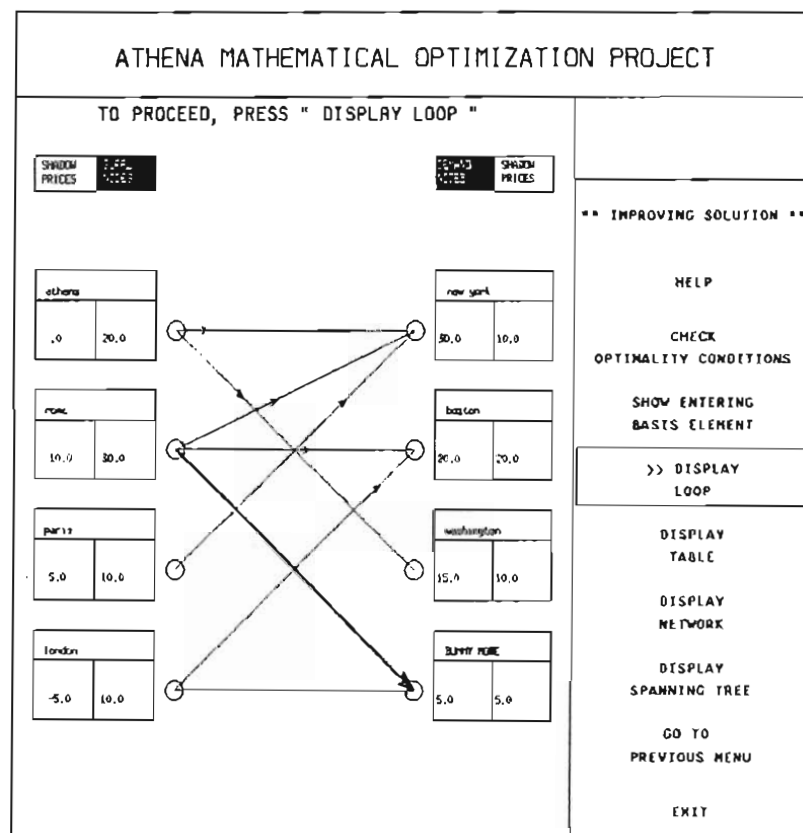 ATHENA MATHEMATICAL OPTIMIZATION PROJECT
TO PROCEED, PRESS " DISPLAY LOOP "
SHADOW
PRICES
SHADOW
PRICES
athens
.0 20.0
rome
10.0 30.0
paris
5.0 10.0
london
-5.0 10.0
new york
10.0
boston
20.0 20.0
washington
15.0 10.0
5.0 5.0
** IMPROVING SOLUTION **
HELP
CHECK
OPTIMALITY CONDITIONS
SHOW ENTERING
BASIS ELEMENT
>> DISPLAY
LOOP
DISPLAY
TABLE
DISPLAY
NETWORK
DISPLAY
SPANNING TREE
GO TO
PREVIOUS MENU
EXIT